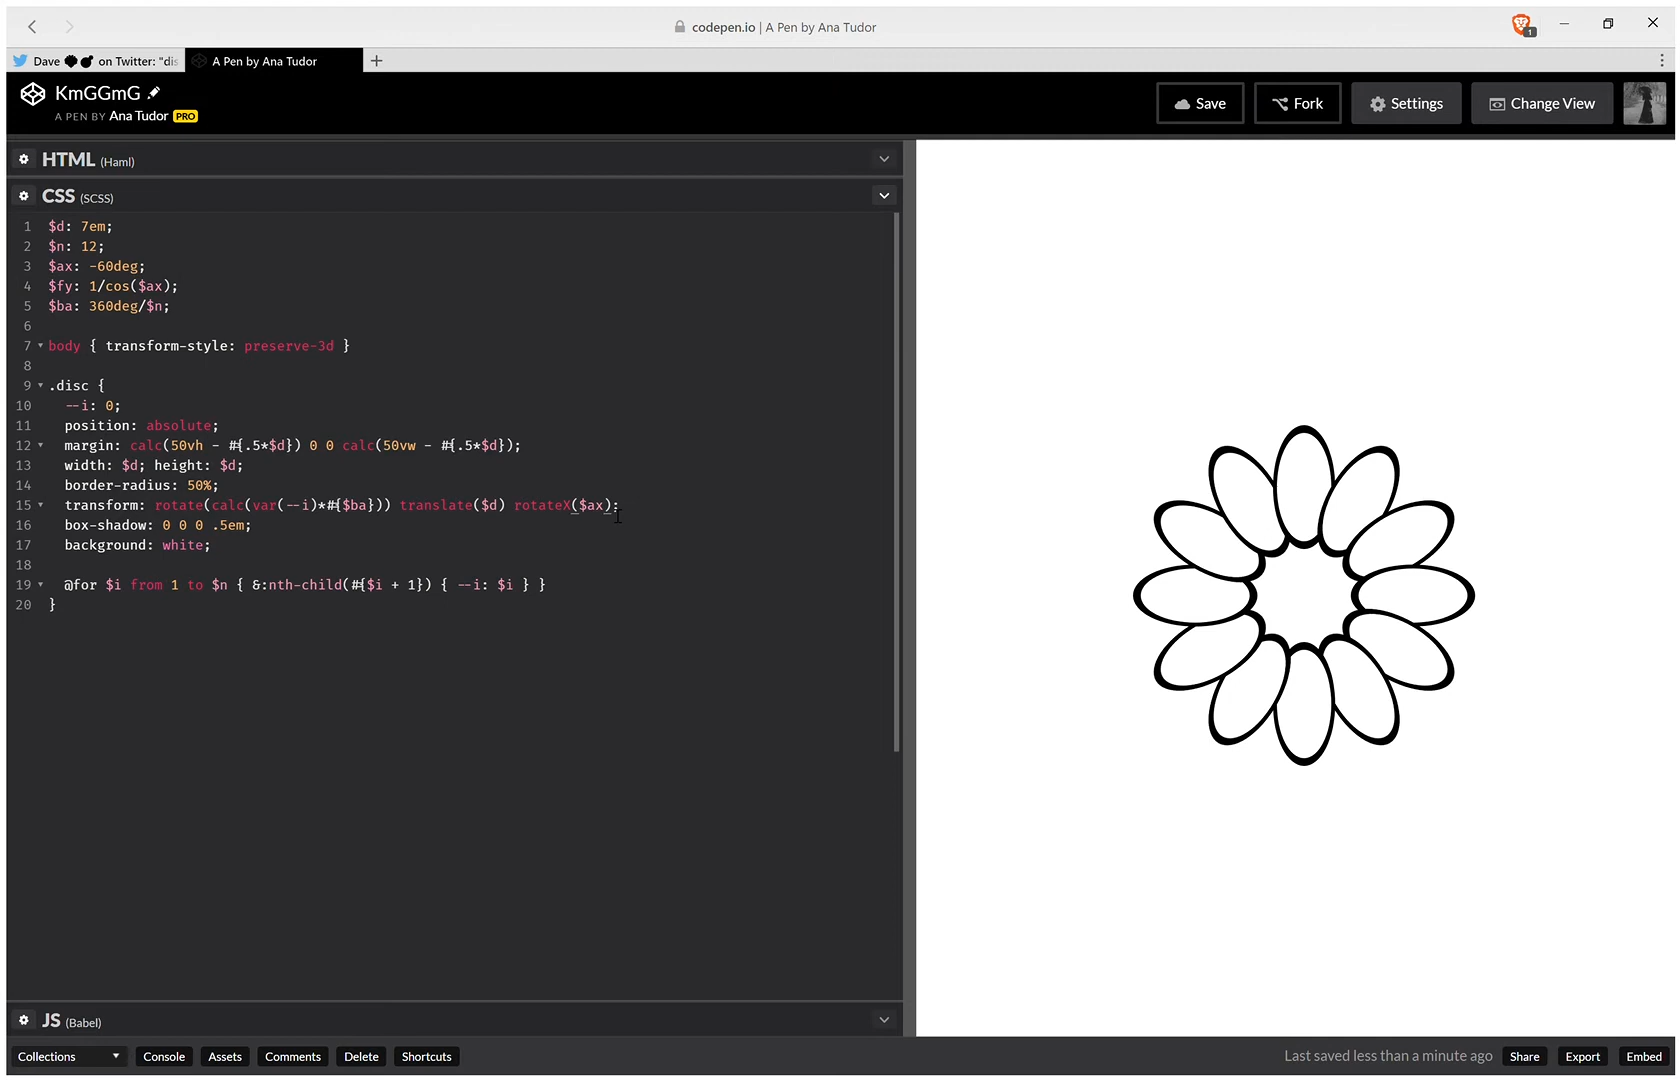 codepen.io | A Pen by Ana Tudor
1
Dave on Twitter: "dis
A Pen by Ana Tudor
KmGGmG
A PEN BY Ana Tudor PRO
Save
Fork
Settings
Change View
HTML (Haml)
CSS (SCSS)
1 $d: 7em;
2 $n: 12;
3 $ax: -60deg;
4 $fy: 1/cos($ax);
5 $ba: 360deg/$n;
6
7 body { transform-style: preserve-3d }
8
9 .disc {
10 --i: 0;
11 position: absolute;
12 margin: calc(50vh - #{.5*$d}) 0 0 calc(50vw - #{.5*$d});
13 width: $d; height: $d;
14 border-radius: 50%;
15 transform: rotate(calc(var(--i)*#{$ba})) translate($d) rotateX($ax);
16 box-shadow: 0 0 0 .5em;
17 background: white;
18
19 @for $i from 1 to $n { &:nth-child(#{$i + 1}) { --i: $i } }
20 }
JS (Babel)
Collections
Console
Assets
Comments
Delete
Shortcuts
Last saved less than a minute ago
Share
Export
Embed